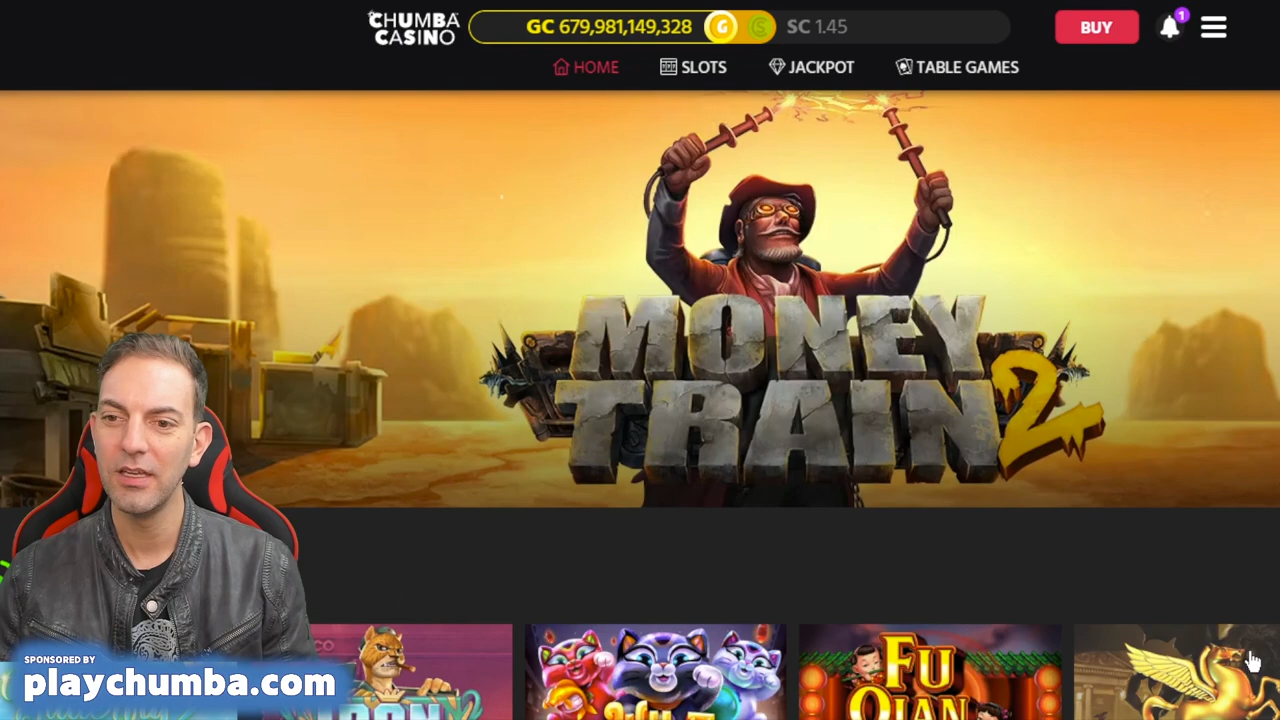 CHUMBA
CASINO
GC 679,981,149,328
G
S
SC 1.45
BUY
1
HOME
SLOTS
JACKPOT
TABLE GAMES
MONEY
TRAIN 2
FU
QIAN
SPONSORED BY
playchumba.com